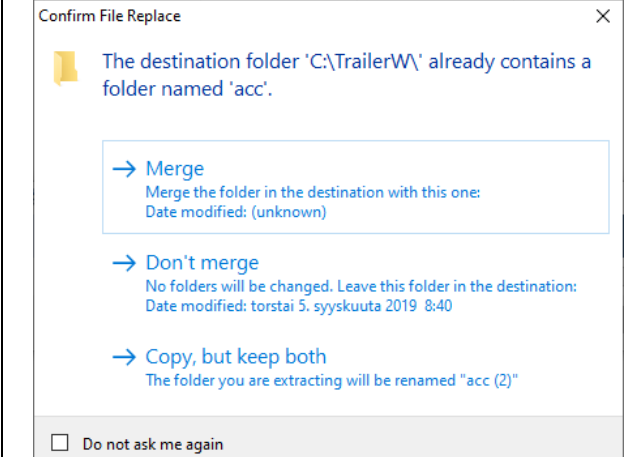 Confirm File Replace
The destination folder 'C:\TrailerW\' already contains a
folder named 'acc'.
Merge
Merge the folder in the destination with this one:
Date modified: (unknown)
Don't merge
No folders will be changed. Leave this folder in the destination:
Date modified: torstai 5. syyskuuta 2019 8:40
Copy, but keep both
The folder you are extracting will be renamed "acc (2)"
Do not ask me again